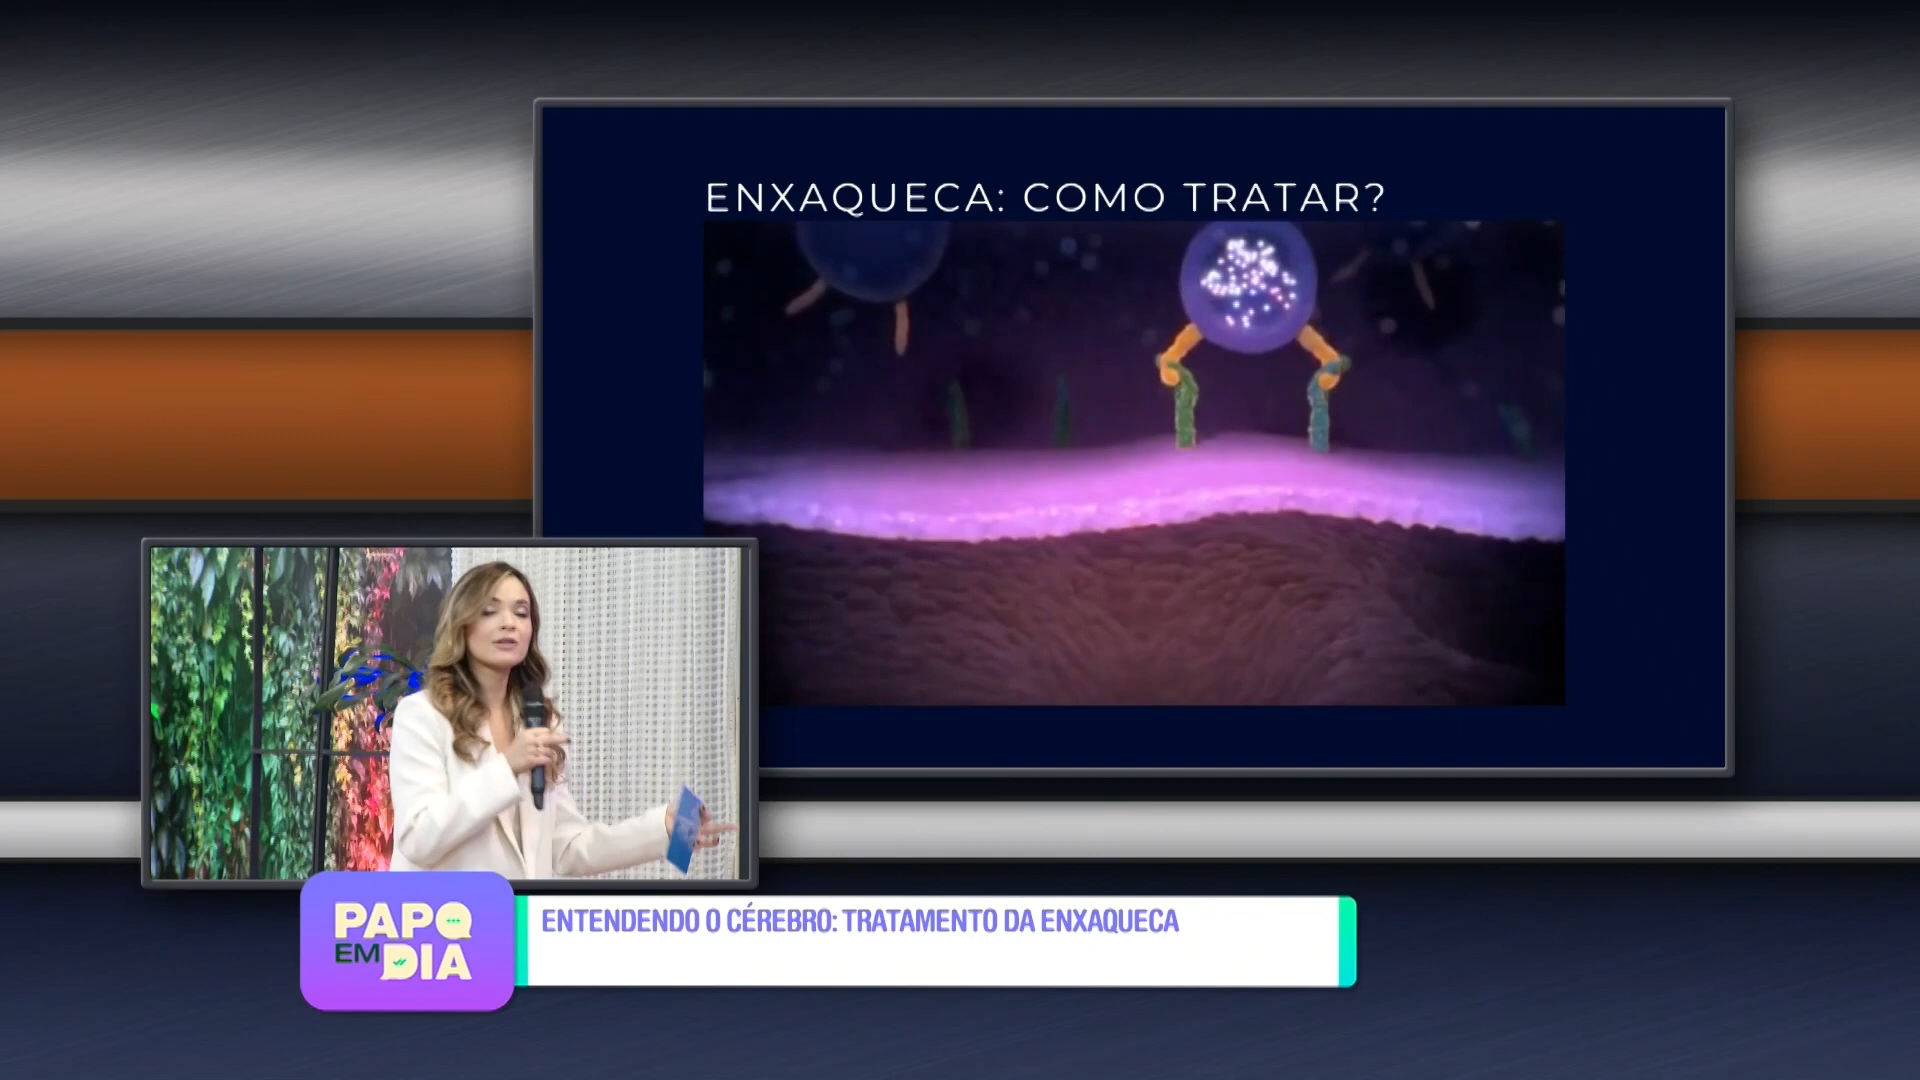 ENXAQUECA: COMO TRATAR?
PAPO
EM DIA
ENTENDENDO O CÉREBRO: TRATAMENTO DA ENXAQUECA